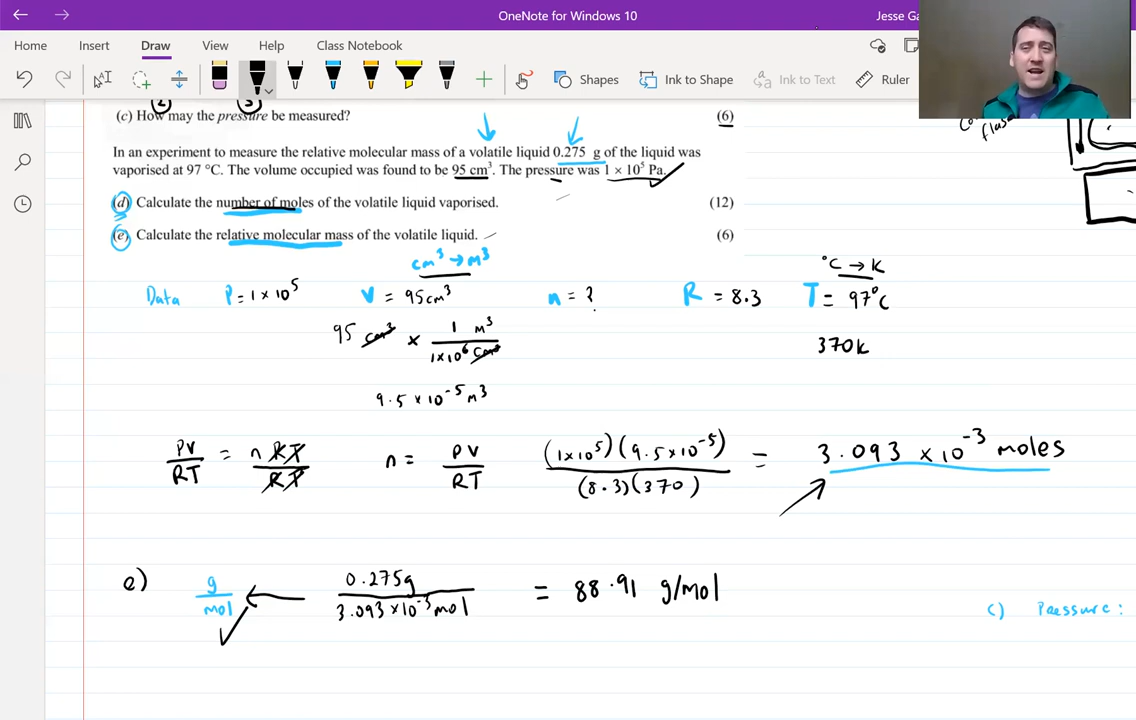 OneNote for Windows 10
Jesse Ga
Home Insert Draw View Help Class Notebook
Shapes Ink to Shape Ink to Text Ruler
(2) (3)
(c) How may the pressure be measured? (6)
In an experiment to measure the relative molecular mass of a volatile liquid 0.275 g of the liquid was
vaporised at 97 °C. The volume occupied was found to be 95 cm³. The pressure was 1 × 10⁵ Pa.
(d) Calculate the number of moles of the volatile liquid vaporised. (12)
(e) Calculate the relative molecular mass of the volatile liquid. (6)
cm³ → m³ °C → K
Data P = 1 × 10⁵ V = 95 cm³ n = ? R = 8.3 T = 97°C
95 cm³ × 1 m³ / 1×10⁶ cm³
370K
9.5 × 10⁻⁵ m³
PV/RT = nRT/RT n = PV/RT (1×10⁵)(9.5×10⁻⁵)/(8.3)(370) = 3.093 × 10⁻³ moles
e) g/mol ← 0.275g/3.093×10⁻³ mol = 88.91 g/mol
c) Pressure: